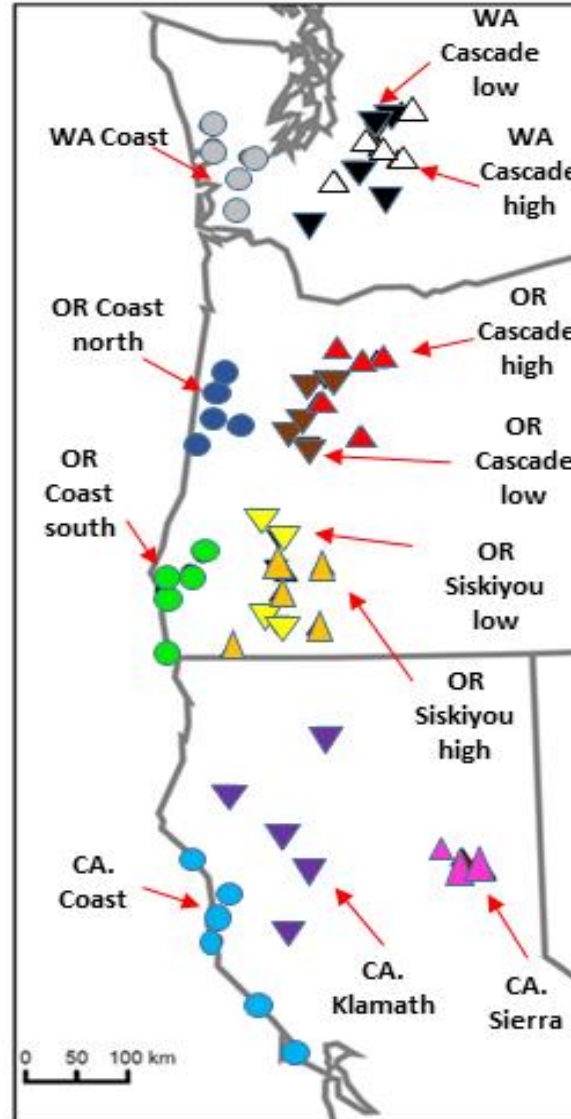 WA
Cascade
low
WA Coast
WA
Cascade
high
OR Coast
north
OR
Cascade
high
OR
Coast
south
OR
Cascade
low
OR
Siskiyou
low
OR
Siskiyou
high
CA.
Coast
CA.
Klamath
CA.
Sierra
0 50 100 km